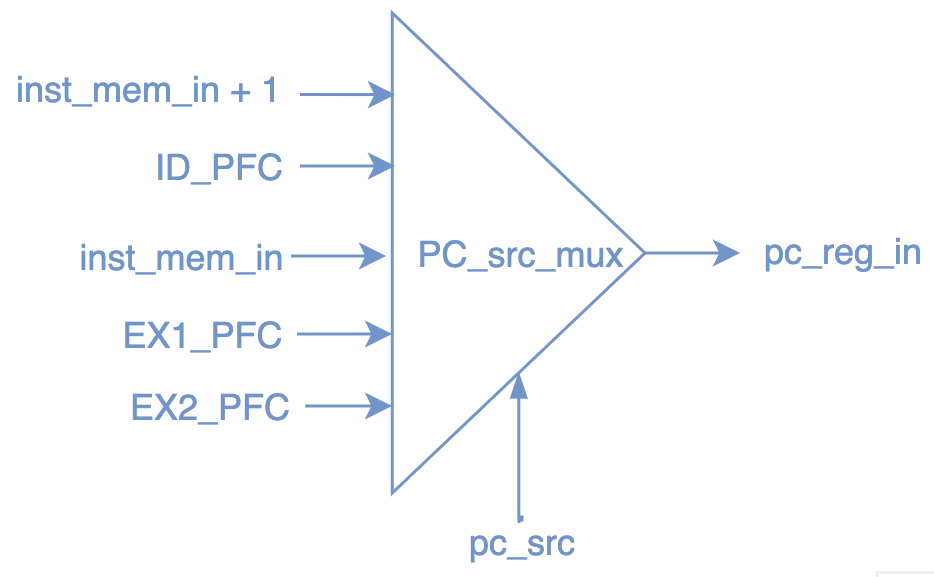 inst_mem_in + 1
ID_PFC
inst_mem_in
PC_src_mux
pc_reg_in
EX1_PFC
EX2_PFC
pc_src